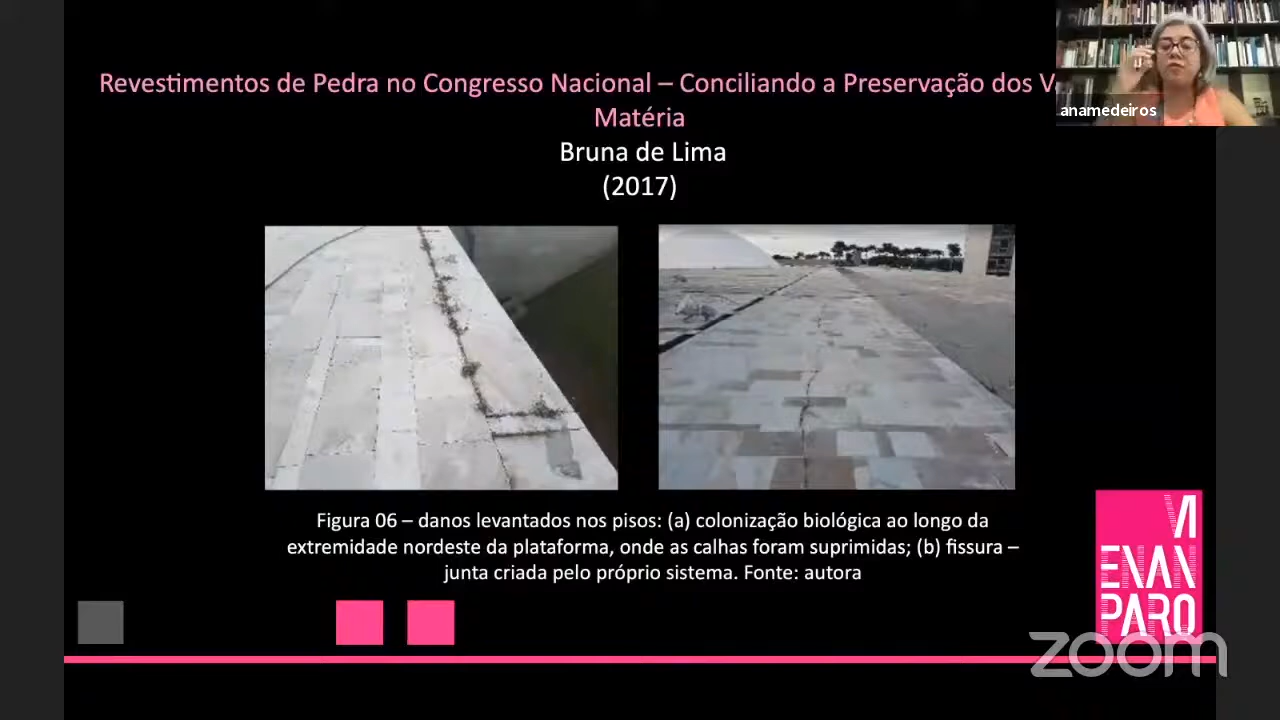 Revestimentos de Pedra no Congresso Nacional – Conciliando a Preservação dos
Matéria
Bruna de Lima
(2017)
anamedeiros
Figura 06 – danos levantados nos pisos: (a) colonização biológica ao longo da
extremidade nordeste da plataforma, onde as calhas foram suprimidas; (b) fissura –
junta criada pelo próprio sistema. Fonte: autora
VI
ENAN
PARQ
zoom